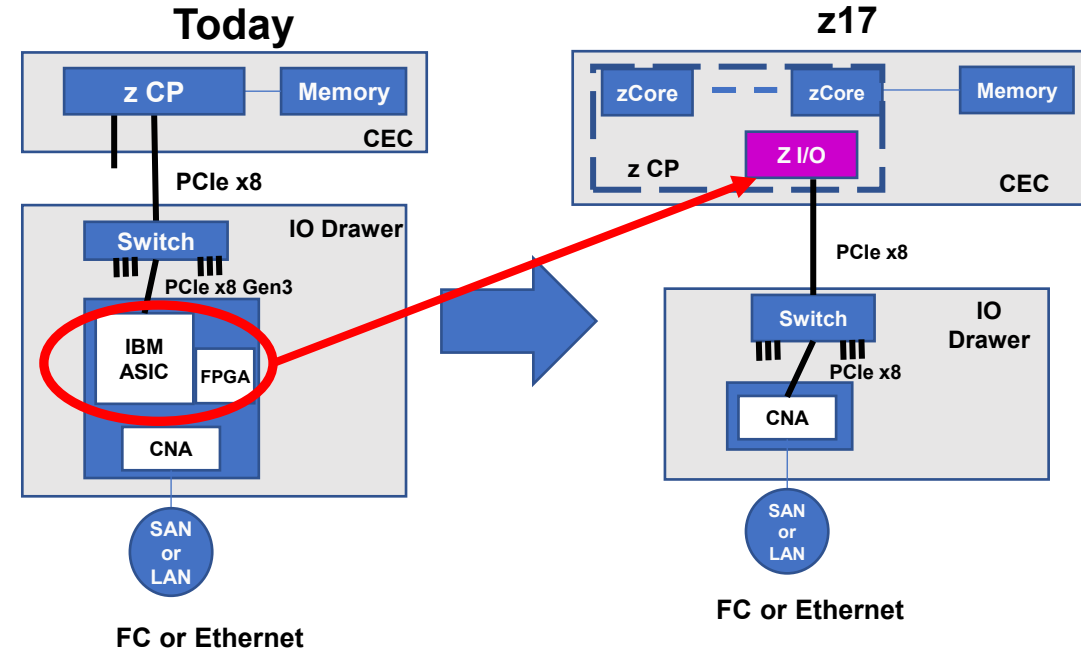 Today
z CP
Memory
CEC
PCIe x8
IO Drawer
Switch
PCIe x8 Gen3
IBM
ASIC
FPGA
CNA
SAN
or
LAN
FC or Ethernet
z17
zCore
zCore
Memory
Z I/O
z CP
CEC
PCIe x8
IO
Drawer
Switch
PCIe x8
CNA
SAN
or
LAN
FC or Ethernet